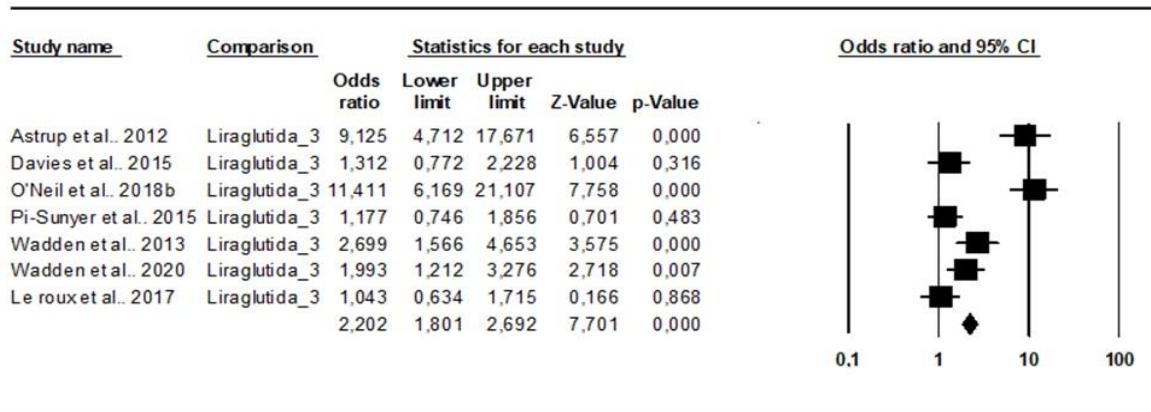 Study name Comparison Statistics for each study Odds ratio and 95% CI
Odds Lower Upper
ratio limit limit Z-Value p-Value
Astrup et al.. 2012 Liraglutida_3 9,125 4,712 17,671 6,557 0,000
Davies et al.. 2015 Liraglutida_3 1,312 0,772 2,228 1,004 0,316
O'Neil et al.. 2018b Liraglutida_3 11,411 6,169 21,107 7,758 0,000
Pi-Sunyer et al.. 2015 Liraglutida_3 1,177 0,746 1,856 0,701 0,483
Wadden et al.. 2013 Liraglutida_3 2,699 1,566 4,653 3,575 0,000
Wadden et al.. 2020 Liraglutida_3 1,993 1,212 3,276 2,718 0,007
Le roux et al.. 2017 Liraglutida_3 1,043 0,634 1,715 0,166 0,868
2,202 1,801 2,692 7,701 0,000
0,1 1 10 100